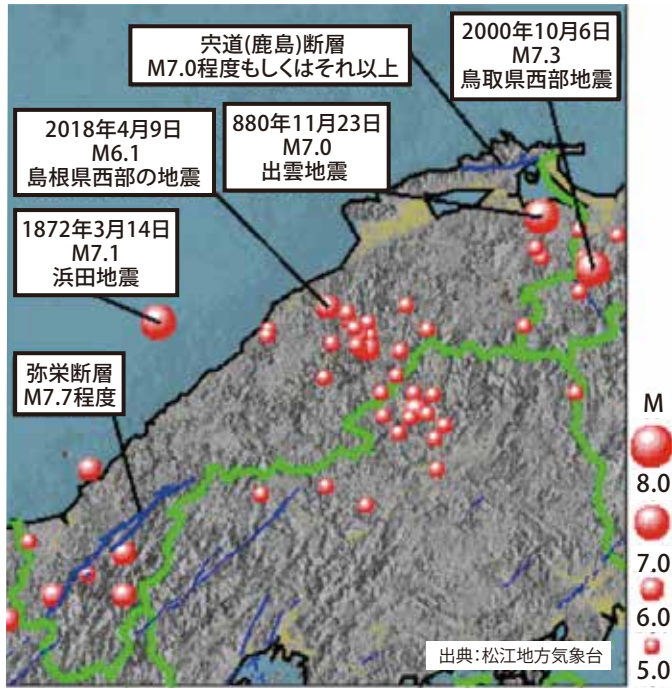 宍道(鹿島)断層
M7.0程度もしくはそれ以上
2000年10月6日
M7.3
鳥取県西部地震
2018年4月9日
M6.1
島根県西部の地震
880年11月23日
M7.0
出雲地震
1872年3月14日
M7.1
浜田地震
弥栄断層
M7.7程度
M
8.0
7.0
6.0
5.0
出典:松江地方気象台